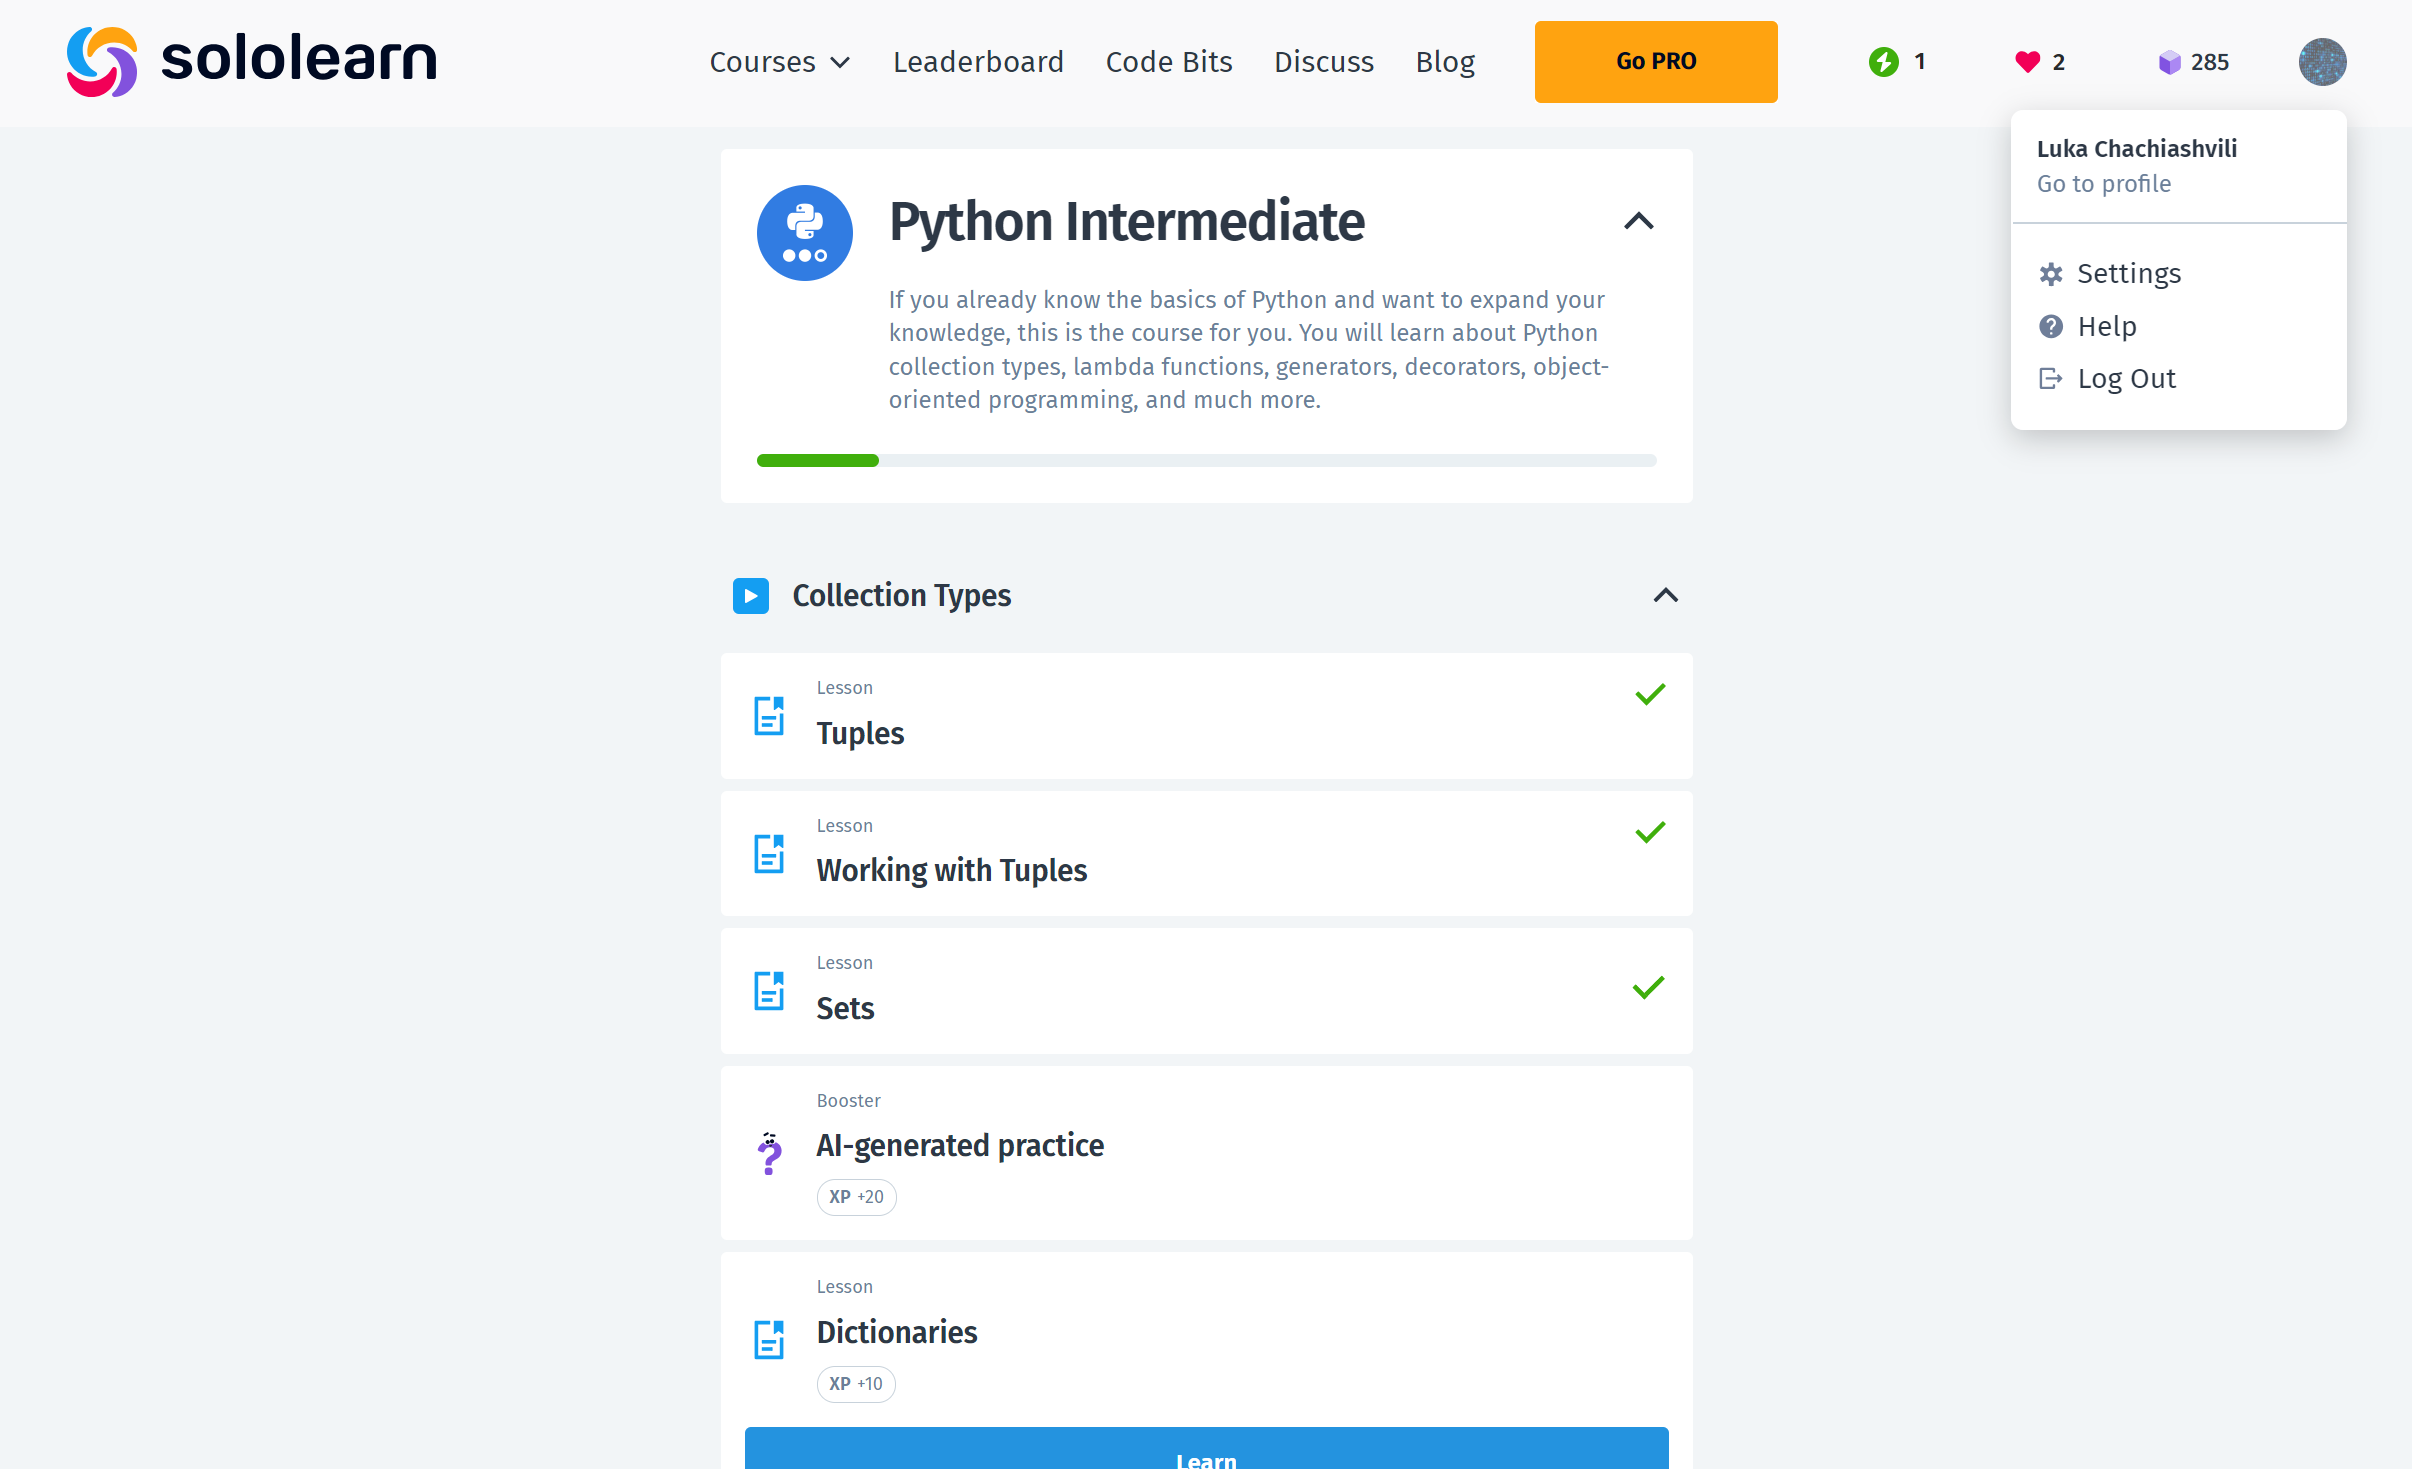 sololearn
Courses
Leaderboard
Code Bits
Discuss
Blog
Go PRO
1
2
285
Luka Chachiashvili
Go to profile
Settings
Help
Log Out
Python Intermediate
If you already know the basics of Python and want to expand your
knowledge, this is the course for you. You will learn about Python
collection types, lambda functions, generators, decorators, object-
oriented programming, and much more.
Collection Types
Lesson
Tuples
Lesson
Working with Tuples
Lesson
Sets
Booster
AI-generated practice
XP +20
Lesson
Dictionaries
XP +10
Learn